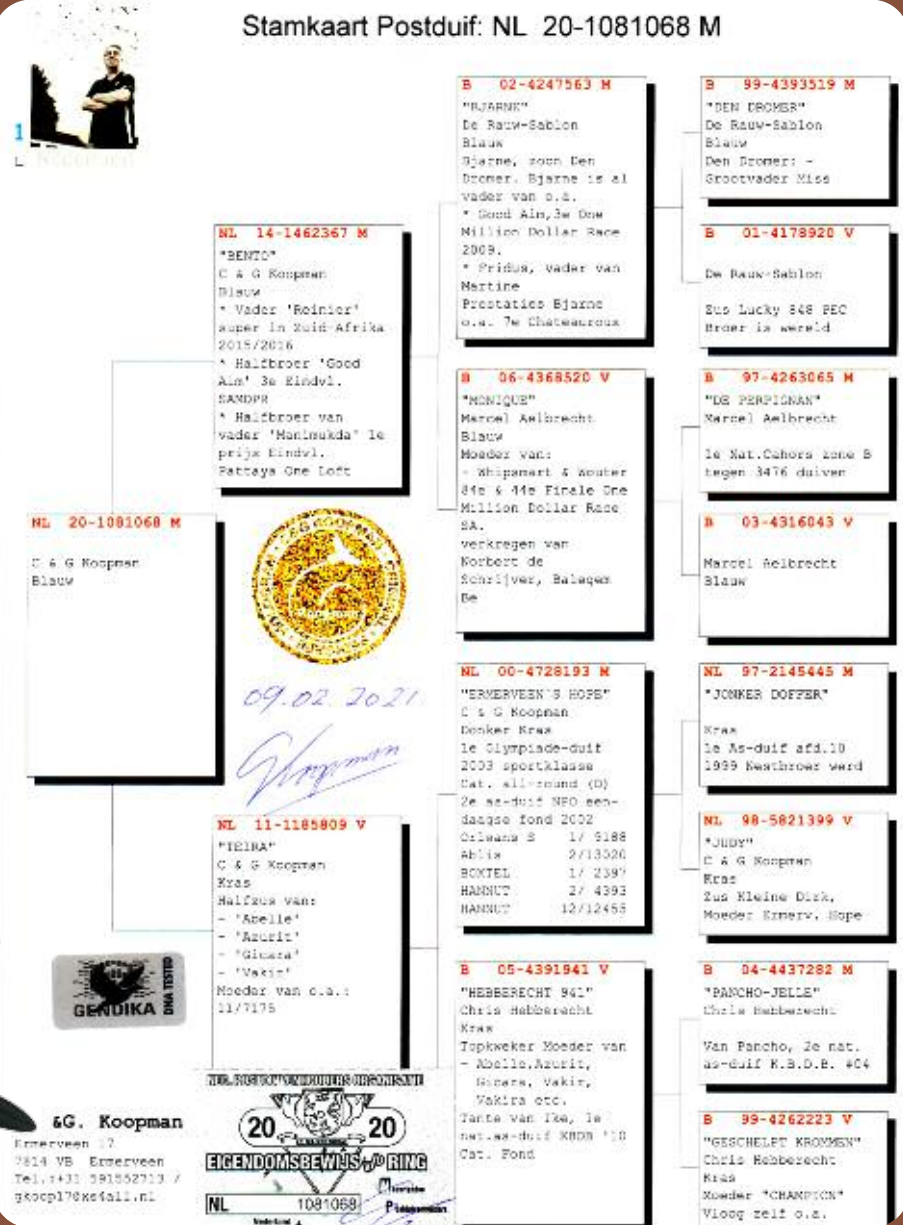 Stamkaart Postduif: NL 20-1081068 M
NL 20-1081068 M
C & G Koopman
Blauw
NL 14-1462367 M
"BENTO"
C & G Koopman
Blauw
* Vader 'Reinier'
super in Zuid-Afrika
2015/2016
* Halfbroer 'Good
Aim' 3e Eindvl.
SAMDPR
* Halfbroer van
vader 'Manimukda' 1e
prijs Eindvl.
Pattaya One Loft
NL 11-1185809 V
"TEIRA"
C & G Koopman
Kras
Halfzus van:
- 'Abelle'
- 'Azurit'
- 'Gicara'
- 'Vakir'
Moeder van o.a.:
11/7175
B 02-4247563 M
"BJARNE"
De Rauw-Sablon
Blauw
Bjarne, zoon Den
Dromer. Bjarne is al
vader van o.a.
* Good Aim,3e One
Million Dollar Race
2009.
* Fridus, vader van
Martine
Prestaties Bjarne
o.a. 7e Chateauroux
B 06-4368520 V
"MONIQUE"
Marcel Aelbrecht
Blauw
Moeder van:
- Whipsmart & Wouter
84e & 44e Finale One
Million Dollar Race
SA.
verkregen van
Norbert de
Schrijver, Balegem
Be
NL 00-4728193 M
"ERMERVEEN'S HOPE"
C & G Koopman
Donker Kras
1e Olympiade-duif
2003 sportklasse
Cat. all-round (D)
2e as-duif NPO een-
daagse fond 2002
Orleans S 1/ 9188
Ablis 2/13020
BOXTEL 1/ 2397
HANNUT 2/ 4393
HANNUT 12/12455
B 05-4391941 V
"HEBBERECHT 941"
Chris Hebberecht
Kras
Topkweker Moeder van
- Abelle,Azurit,
Gicara, Vakir,
Vakira etc.
Tante van Ike, 1e
nat.as-duif KBDB '10
Cat. Fond
B 99-4393519 M
"DEN DROMER"
De Rauw-Sablon
Blauw
Den Dromer: -
Grootvader Miss
B 01-4178920 V
De Rauw-Sablon
Zus Lucky 848 PEC
Broer is wereld
B 97-4263065 M
"DE PERPIGNAN"
Marcel Aelbrecht
1e Nat.Cahors zone B
tegen 3476 duiven
B 03-4316043 V
Marcel Aelbrecht
Blauw
NL 97-2145445 M
"JONKER DOFFER"
Kras
1e As-duif afd.10
1999 Nestbroer werd
NL 98-5821399 V
"JUDY"
C & G Koopman
Kras
Zus Kleine Dirk,
Moeder Ermerv. Hope
B 04-4437282 M
"PANCHO-JELLE"
Chris Hebberecht
Van Pancho, 2e nat.
as-duif K.B.D.B. #04
B 99-4262223 V
"GESCHELPT KROMMEN"
Chris Hebberecht
Kras
Moeder "CHAMPION"
Vloog zelf o.a.
09.02.2021
GKoopman
GENDIKA
DNA TESTED
&G. Koopman
Ermerveen 17
7814 VB Ermerveen
Tel.:+31 591552713 /
gkoop170xs4all.nl
20 20
EIGENDOMSBEWIJS v/D RING
NL 1081068